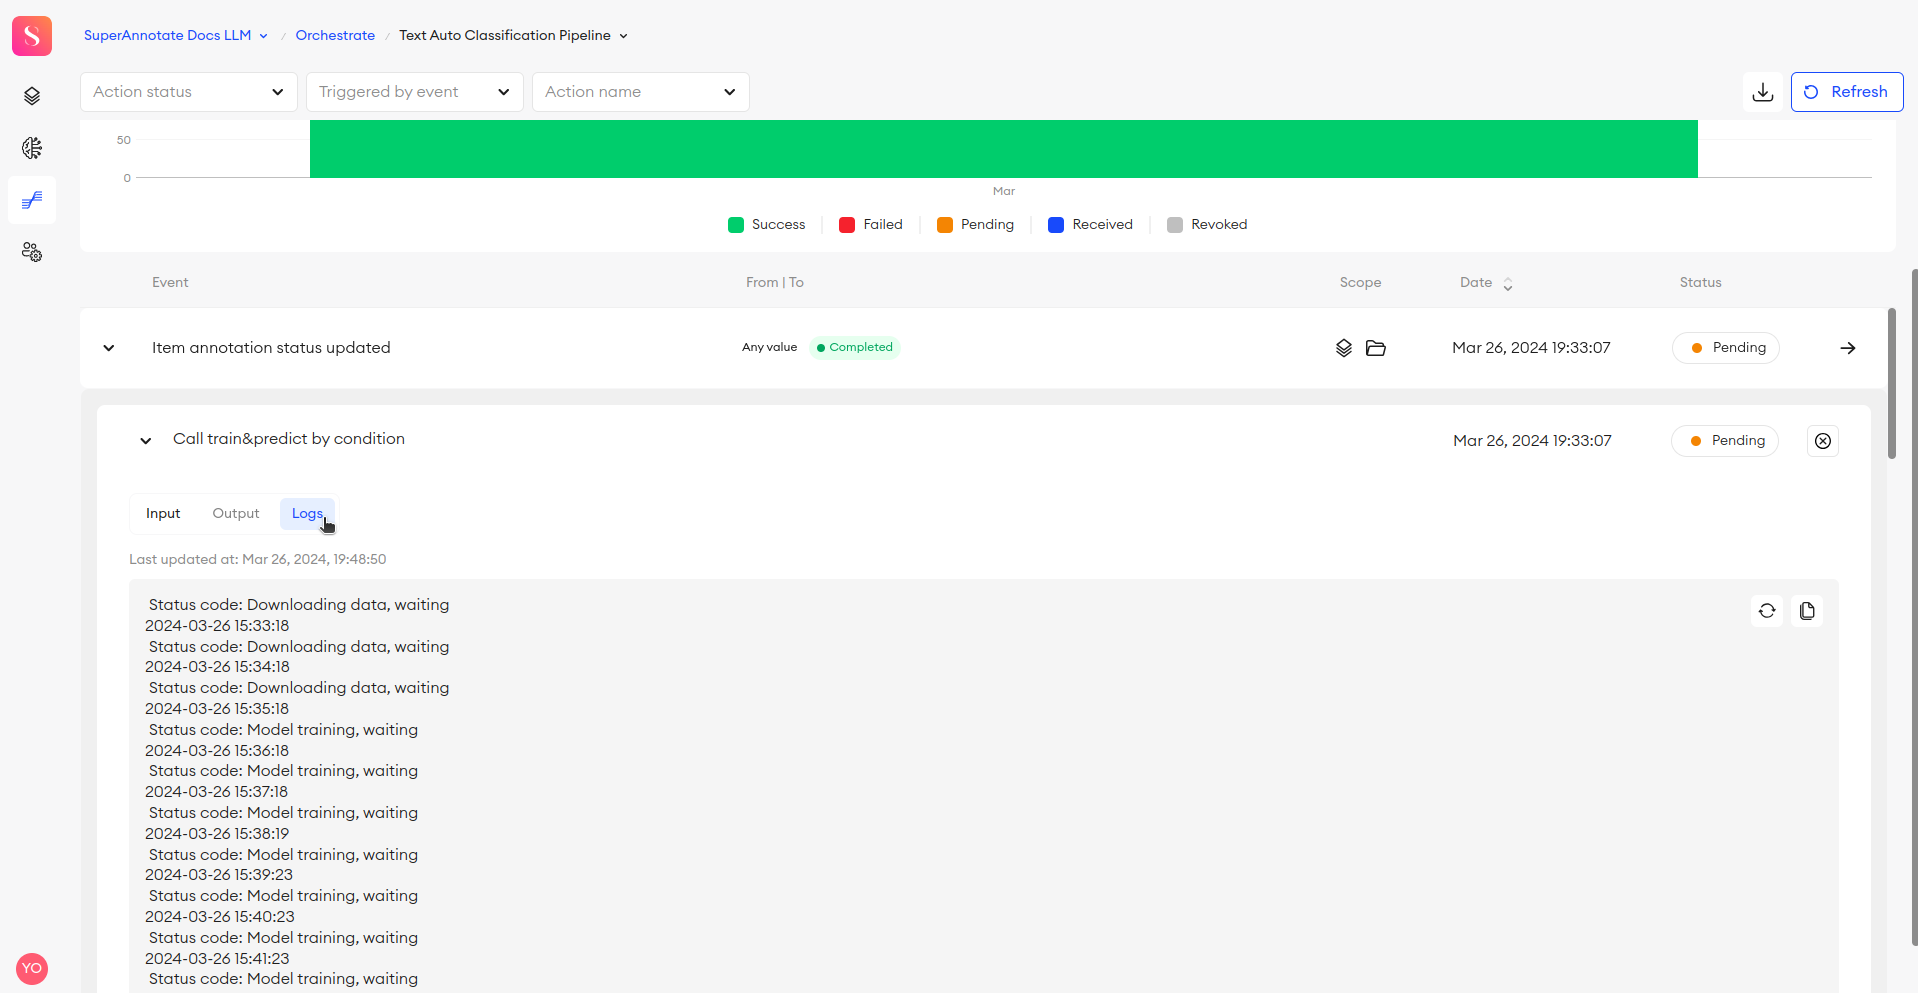 SuperAnnotate Docs LLM / Orchestrate / Text Auto Classification Pipeline
Action status Triggered by event Action name Refresh
50
0
Mar
Success Failed Pending Received Revoked
Event From | To Scope Date Status
Item annotation status updated Any value Completed Mar 26, 2024 19:33:07 Pending
Call train&predict by condition Mar 26, 2024 19:33:07 Pending
Input Output Logs
Last updated at: Mar 26, 2024, 19:48:50
Status code: Downloading data, waiting
2024-03-26 15:33:18
Status code: Downloading data, waiting
2024-03-26 15:34:18
Status code: Downloading data, waiting
2024-03-26 15:35:18
Status code: Model training, waiting
2024-03-26 15:36:18
Status code: Model training, waiting
2024-03-26 15:37:18
Status code: Model training, waiting
2024-03-26 15:38:19
Status code: Model training, waiting
2024-03-26 15:39:23
Status code: Model training, waiting
2024-03-26 15:40:23
Status code: Model training, waiting
2024-03-26 15:41:23
Status code: Model training, waiting
YO